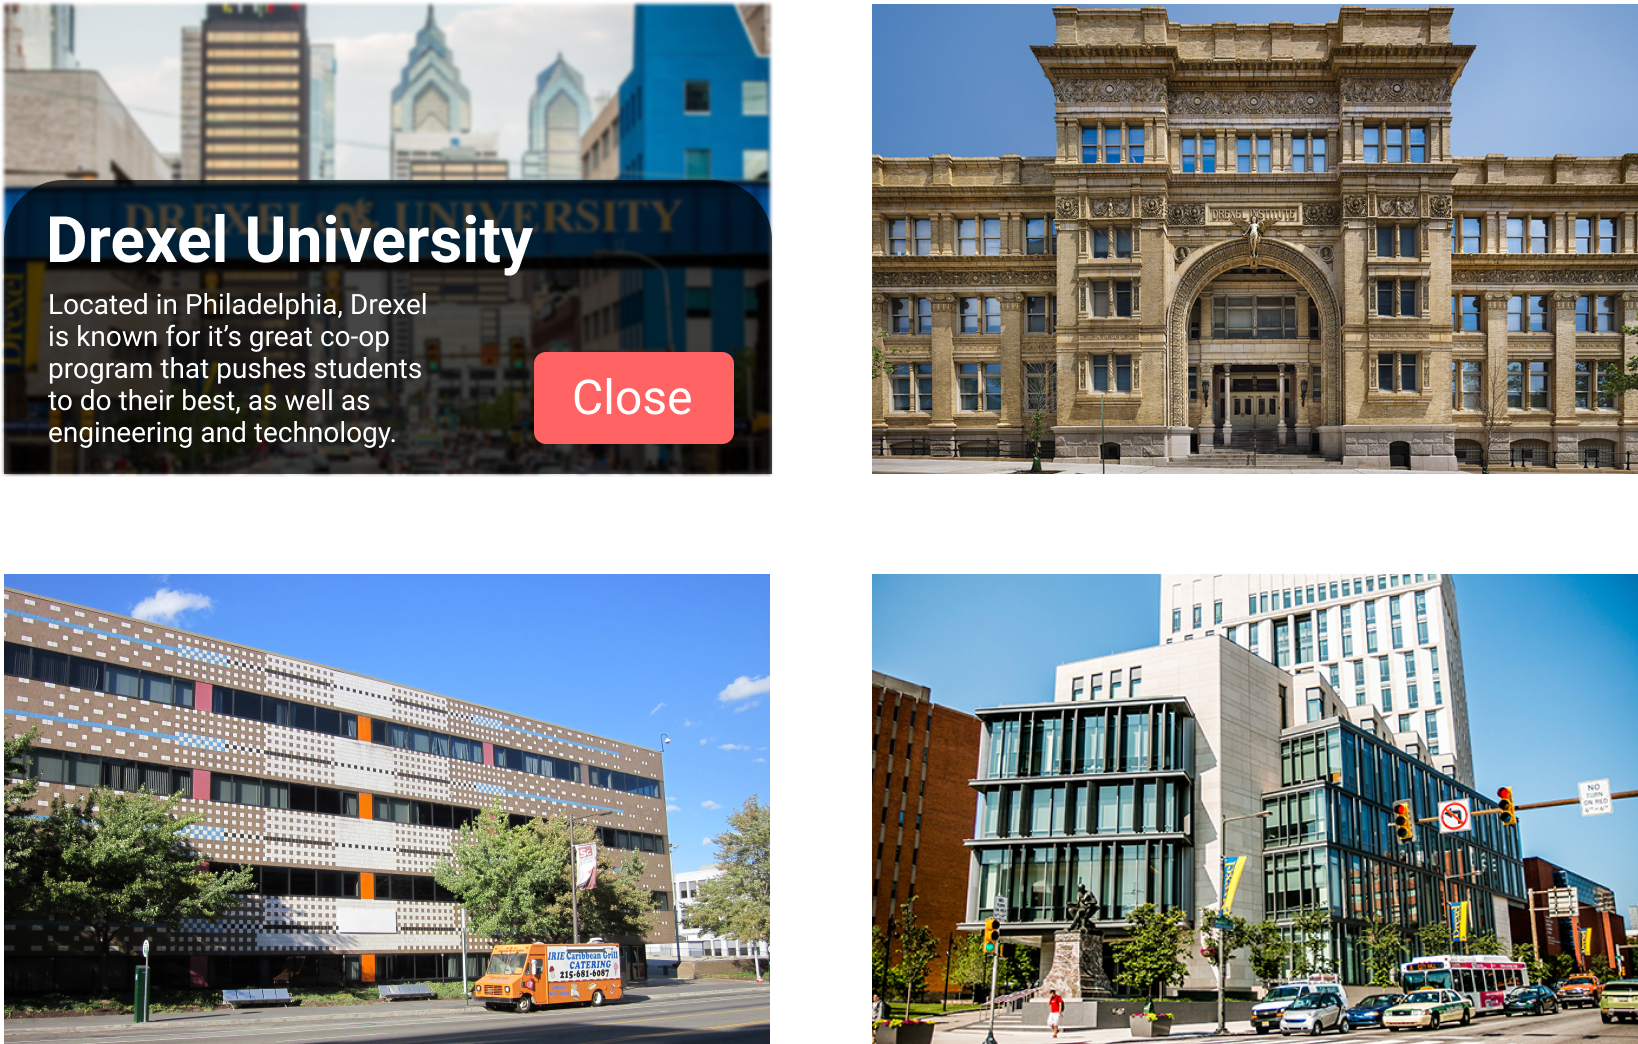 DREXEL UNIVERSITY
Drexel University
Drexel
Located in Philadelphia, Drexel
is known for it’s great co-op
program that pushes students
to do their best, as well as
engineering and technology.
Close
DREXEL INSTITUTE
IRIE Caribbean Grill
CATERING
215-681-6087
NO
TURN
ON RED